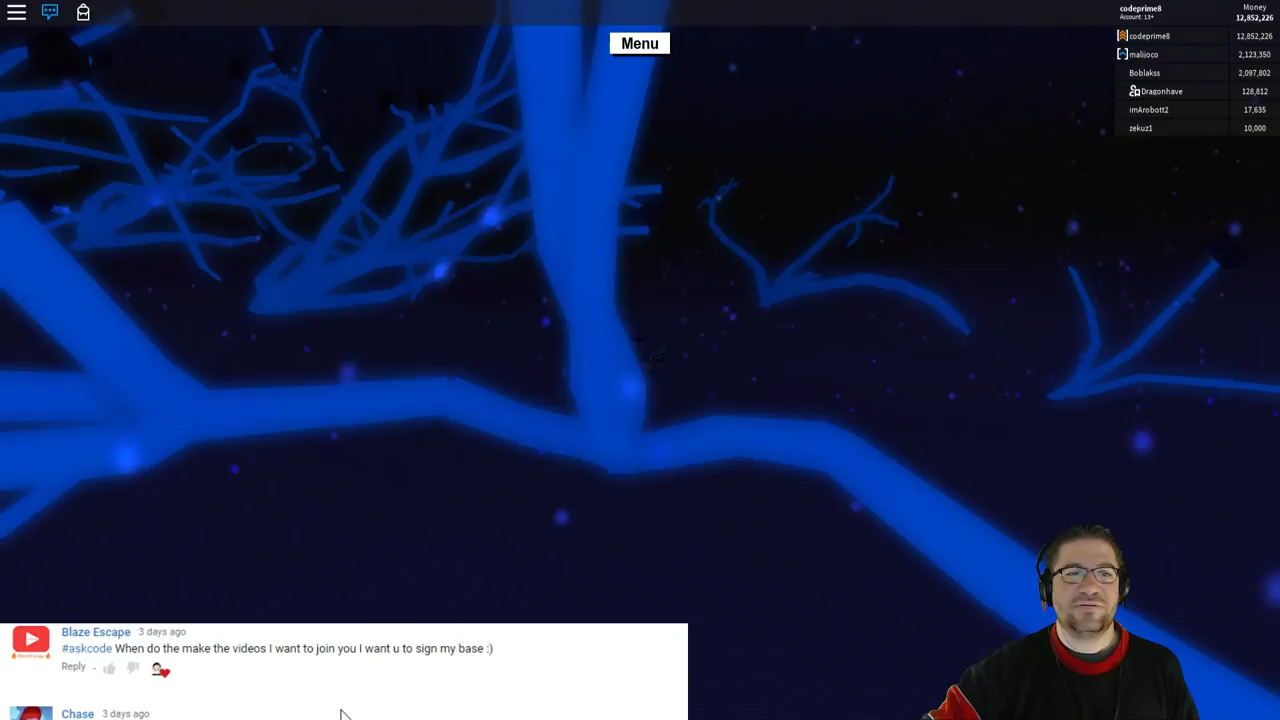 Menu
codeprime8
Account: 13+
Money
12,852,226
codeprime8 12,852,226
malijoco 2,123,350
Boblakss 2,097,802
Dragonhave 128,812
imArobott2 17,635
zekuz1 10,000
Blaze Escape 3 days ago
#askcode When do the make the videos I want to join you I want u to sign my base :)
Reply
Chase 3 days ago